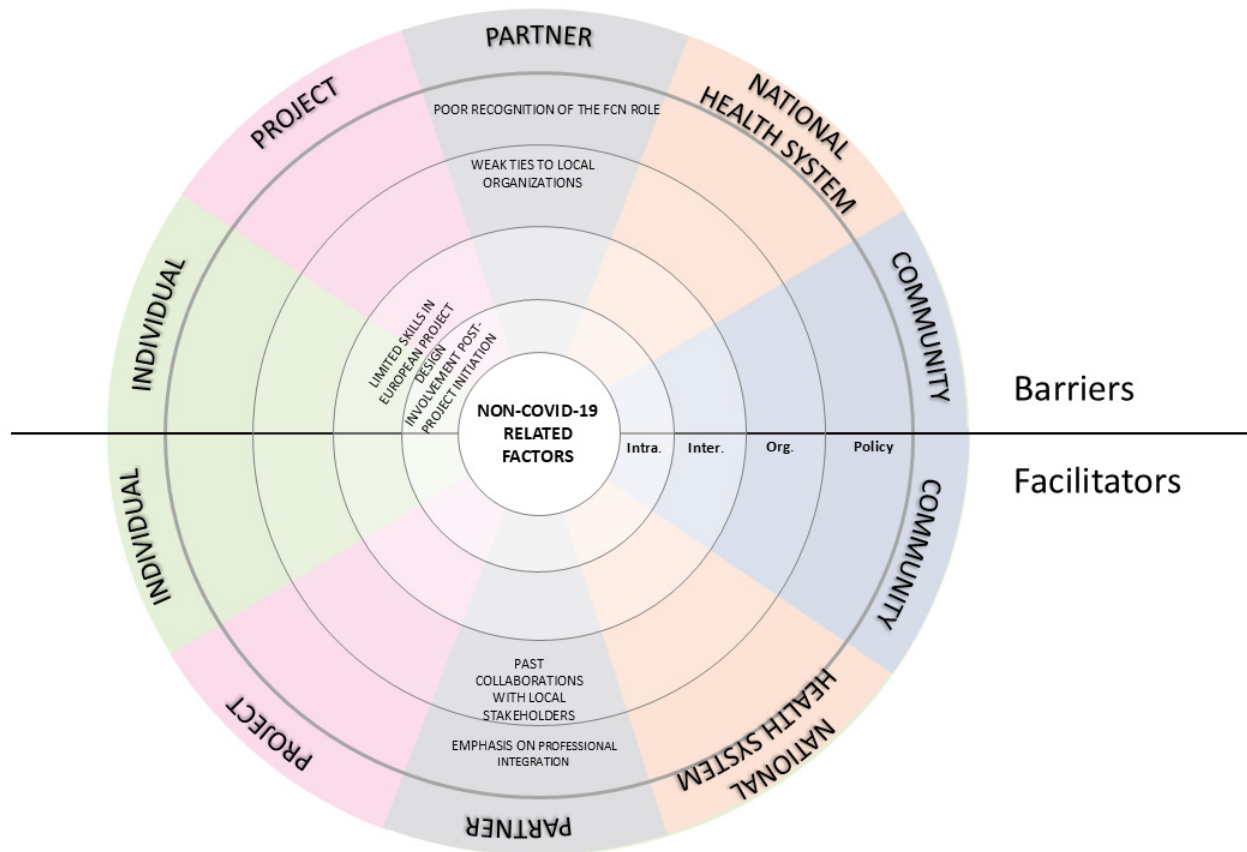 PARTNER
PROJECT
NATIONAL
HEALTH SYSTEM
POOR RECOGNITION OF THE FCN ROLE
WEAK TIES TO LOCAL
ORGANIZATIONS
INDIVIDUAL
COMMUNITY
LIMITED SKILLS IN
EUROPEAN PROJECT
DESIGN
INVOLVEMENT POST-
PROJECT INITIATION
Barriers
NON-COVID-19
RELATED
FACTORS
Intra.
Inter.
Org.
Policy
Facilitators
INDIVIDUAL
COMMUNITY
PAST
COLLABORATIONS
WITH LOCAL
STAKEHOLDERS
EMPHASIS ON PROFESSIONAL
INTEGRATION
PROJECT
NATIONAL
HEALTH SYSTEM
PARTNER